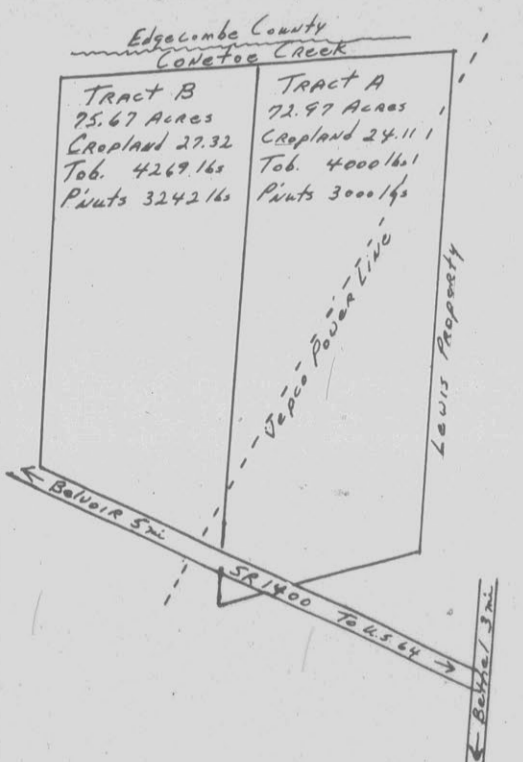 Edgecombe County
Conetoe Creek
Tract B
75.67 Acres
Cropland 27.32
Tob. 4269 lbs
P'nuts 3242 lbs
Tract A
72.97 Acres
Cropland 24.11
Tob. 4000 lbs
P'nuts 3000 lbs
Vepco Power Line
Lewis Property
← Belvoir 5 mi
SR 1400 To U.S. 64 →
← Bethel 3 mi